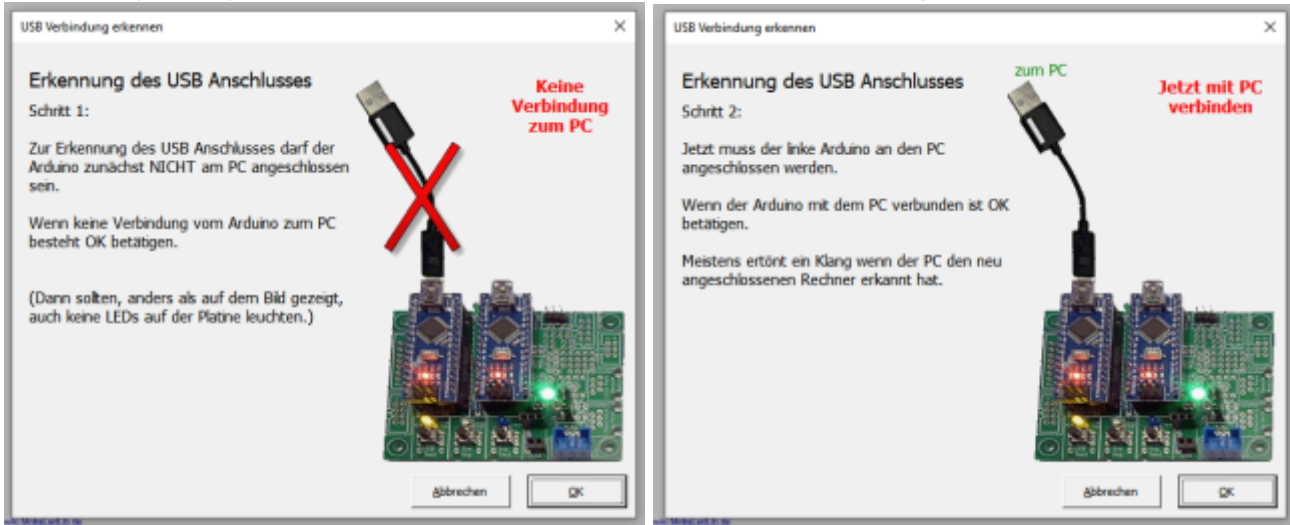 USB Verbindung erkennen
Erkennung des USB Anschlusses
Keine
Verbindung
zum PC
Schritt 1:
Zur Erkennung des USB Anschlusses darf der
Arduino zunächst NICHT am PC angeschlossen
sein.
Wenn keine Verbindung vom Arduino zum PC
besteht OK betätigen.
(Dann sollten, anders als auf dem Bild gezeigt,
auch keine LEDs auf der Platine leuchten.)
Abbrechen
OK
USB Verbindung erkennen
zum PC
Erkennung des USB Anschlusses
Jetzt mit PC
verbinden
Schritt 2:
Jetzt muss der linke Arduino an den PC
angeschlossen werden.
Wenn der Arduino mit dem PC verbunden ist OK
betätigen.
Meistens ertönt ein Klang wenn der PC den neu
angeschlossenen Rechner erkannt hat.
Abbrechen
OK